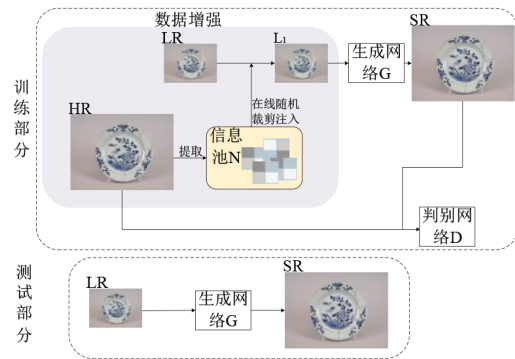 数据增强
LR
L₁
SR
生成网
络G
训练部分
HR
提取
在线随机
裁剪注入
信息
池N
判别网
络D
测试部分
LR
生成网
络G
SR